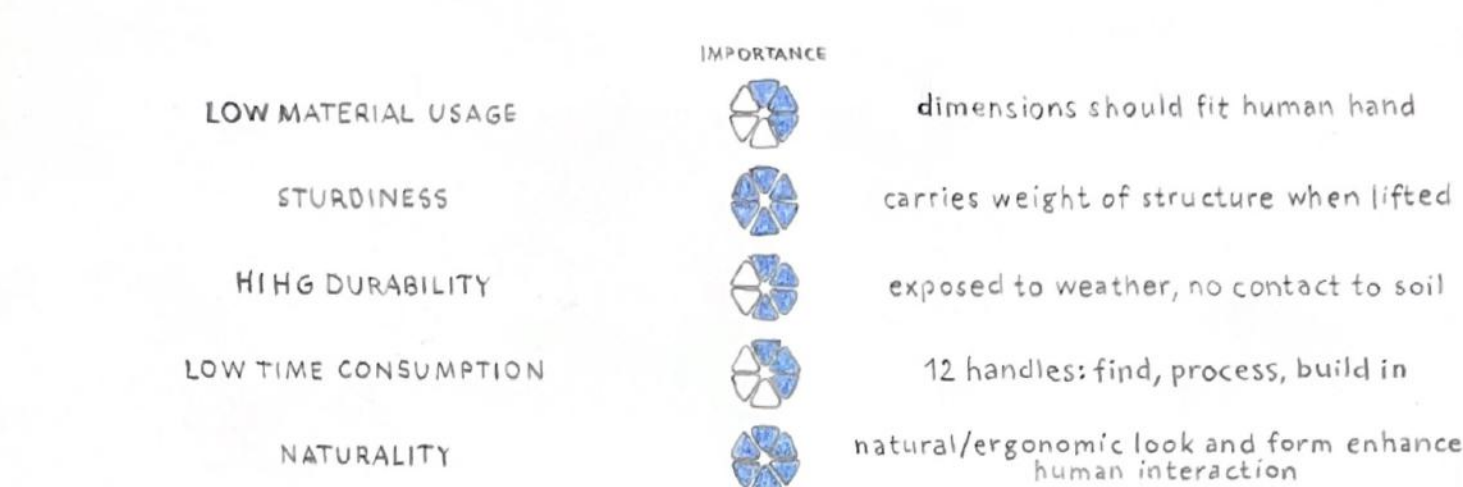 IMPORTANCE
LOW MATERIAL USAGE dimensions should fit human hand
STURDINESS carries weight of structure when lifted
HIHG DURABILITY exposed to weather, no contact to soil
LOW TIME CONSUMPTION 12 handles: find, process, build in
NATURALITY natural/ergonomic look and form enhance
human interaction